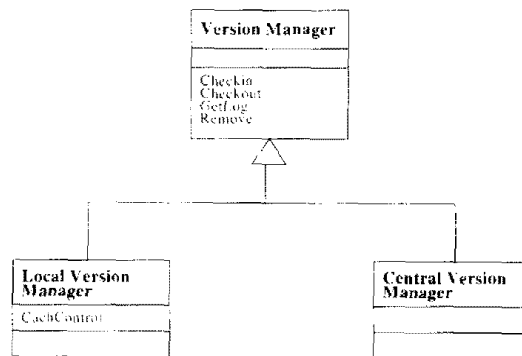 Version Manager
Checkin
Checkout
GetLog
Remove
Local Version
Manager
CachControl
Central Version
Manager